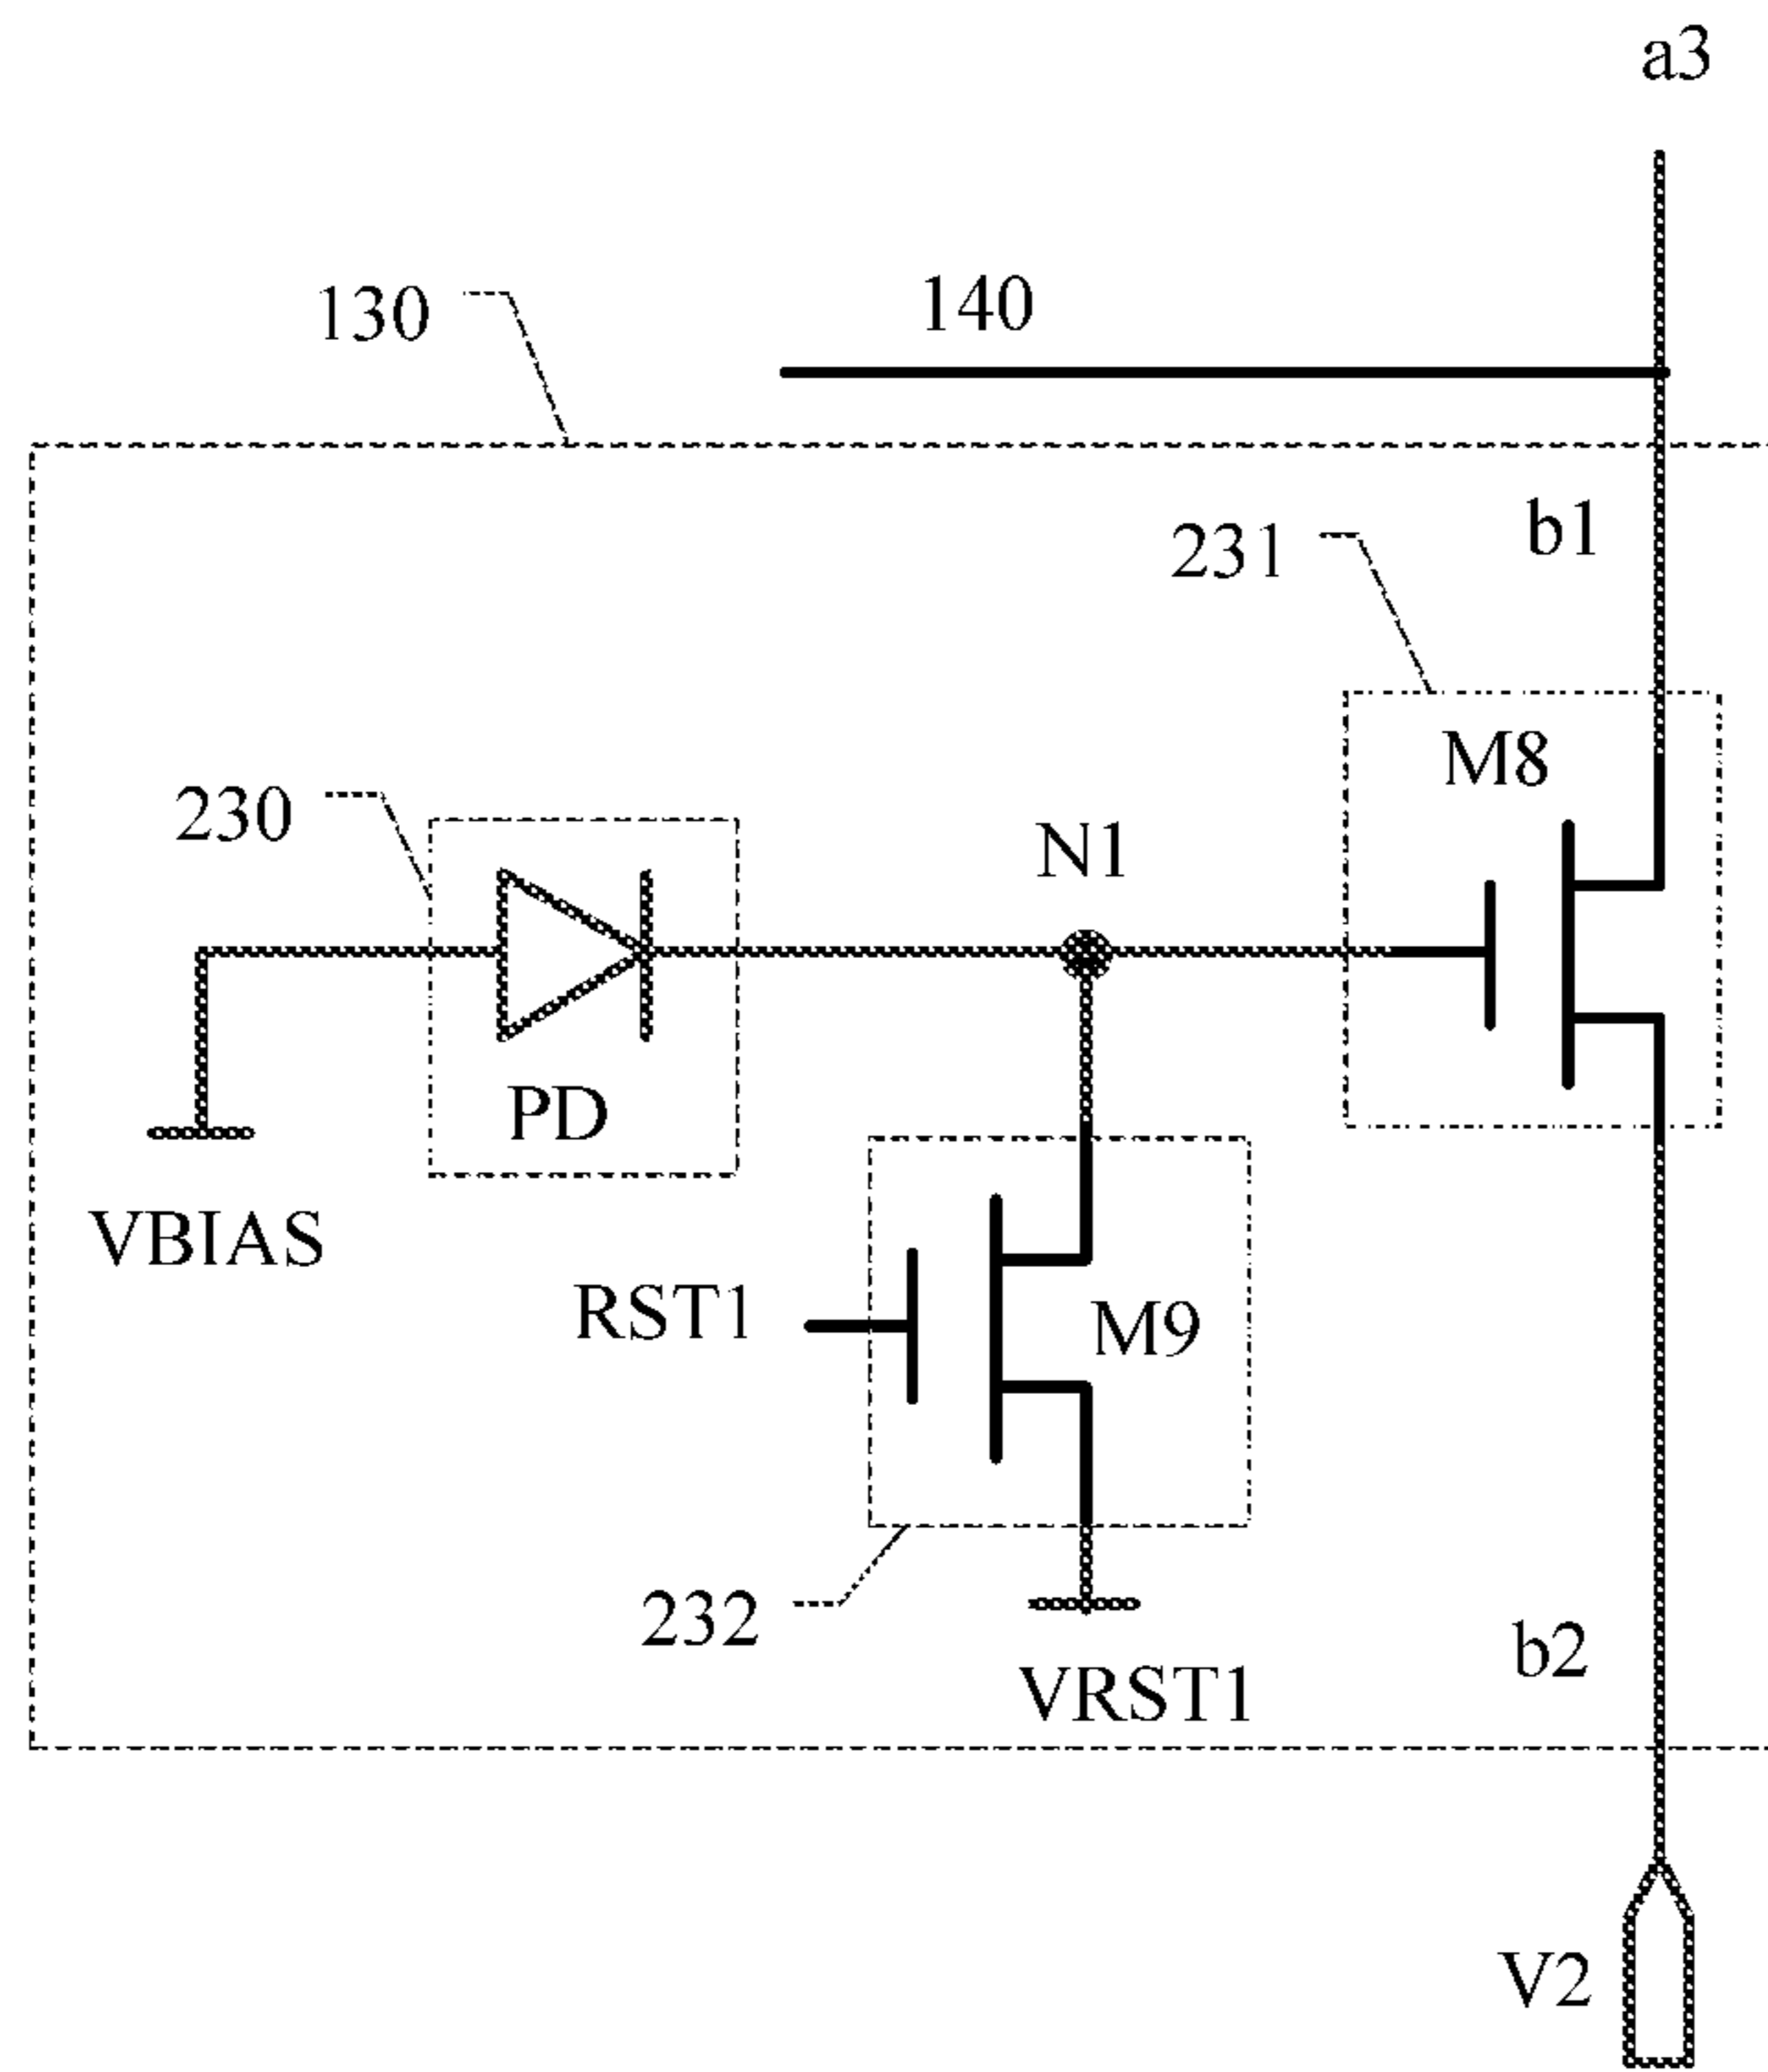 a3
130
140
b1
231
M8
230
N1
PD
VBIAS
RST1
M9
232
b2
VRST1
V2